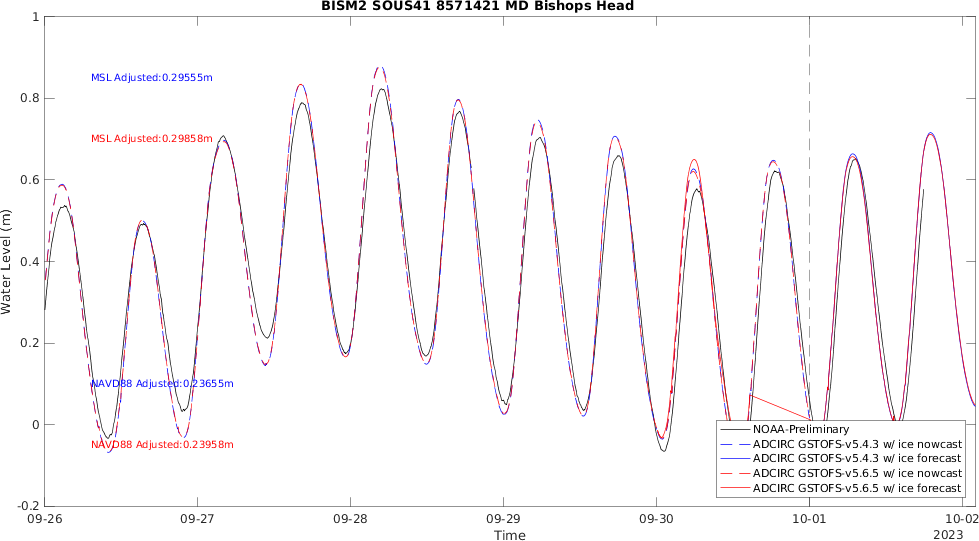 BISM2 SOUS41 8571421 MD Bishops Head
1
0.8
0.6
0.4
0.2
0
-0.2
Water Level (m)
MSL Adjusted:0.29555m
MSL Adjusted:0.29858m
NAVD88 Adjusted:0.23655m
NAVD88 Adjusted:0.23958m
NOAA-Preliminary
ADCIRC GSTOFS-v5.4.3 w/ ice nowcast
ADCIRC GSTOFS-v5.4.3 w/ ice forecast
ADCIRC GSTOFS-v5.6.5 w/ ice nowcast
ADCIRC GSTOFS-v5.6.5 w/ ice forecast
09-26 09-27 09-28 09-29 09-30 10-01 10-02
Time
2023